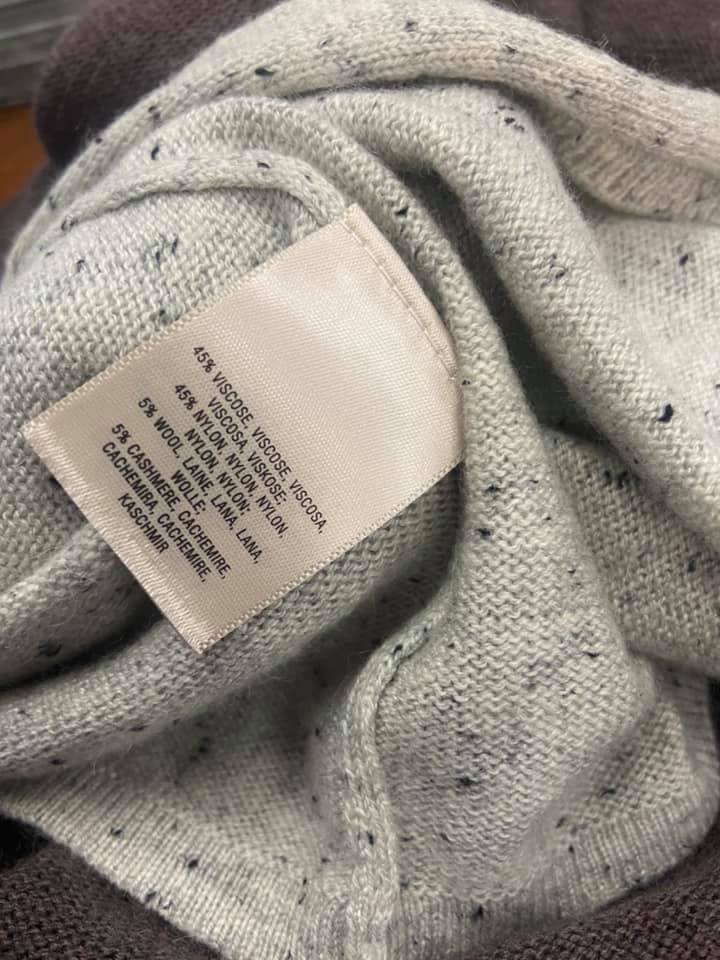 45% VISCOSE, VISCOSE, VISCOSA,
VISCOSA, VISKOSE;
45% NYLON, NYLON, NYLON,
NYLON, NYLON;
5% WOOL, LAINE, LANA, LANA,
WOLLE;
5% CASHMERE, CACHEMIRE,
CACHEMIRA, CACHEMIRE,
KASCHMIR